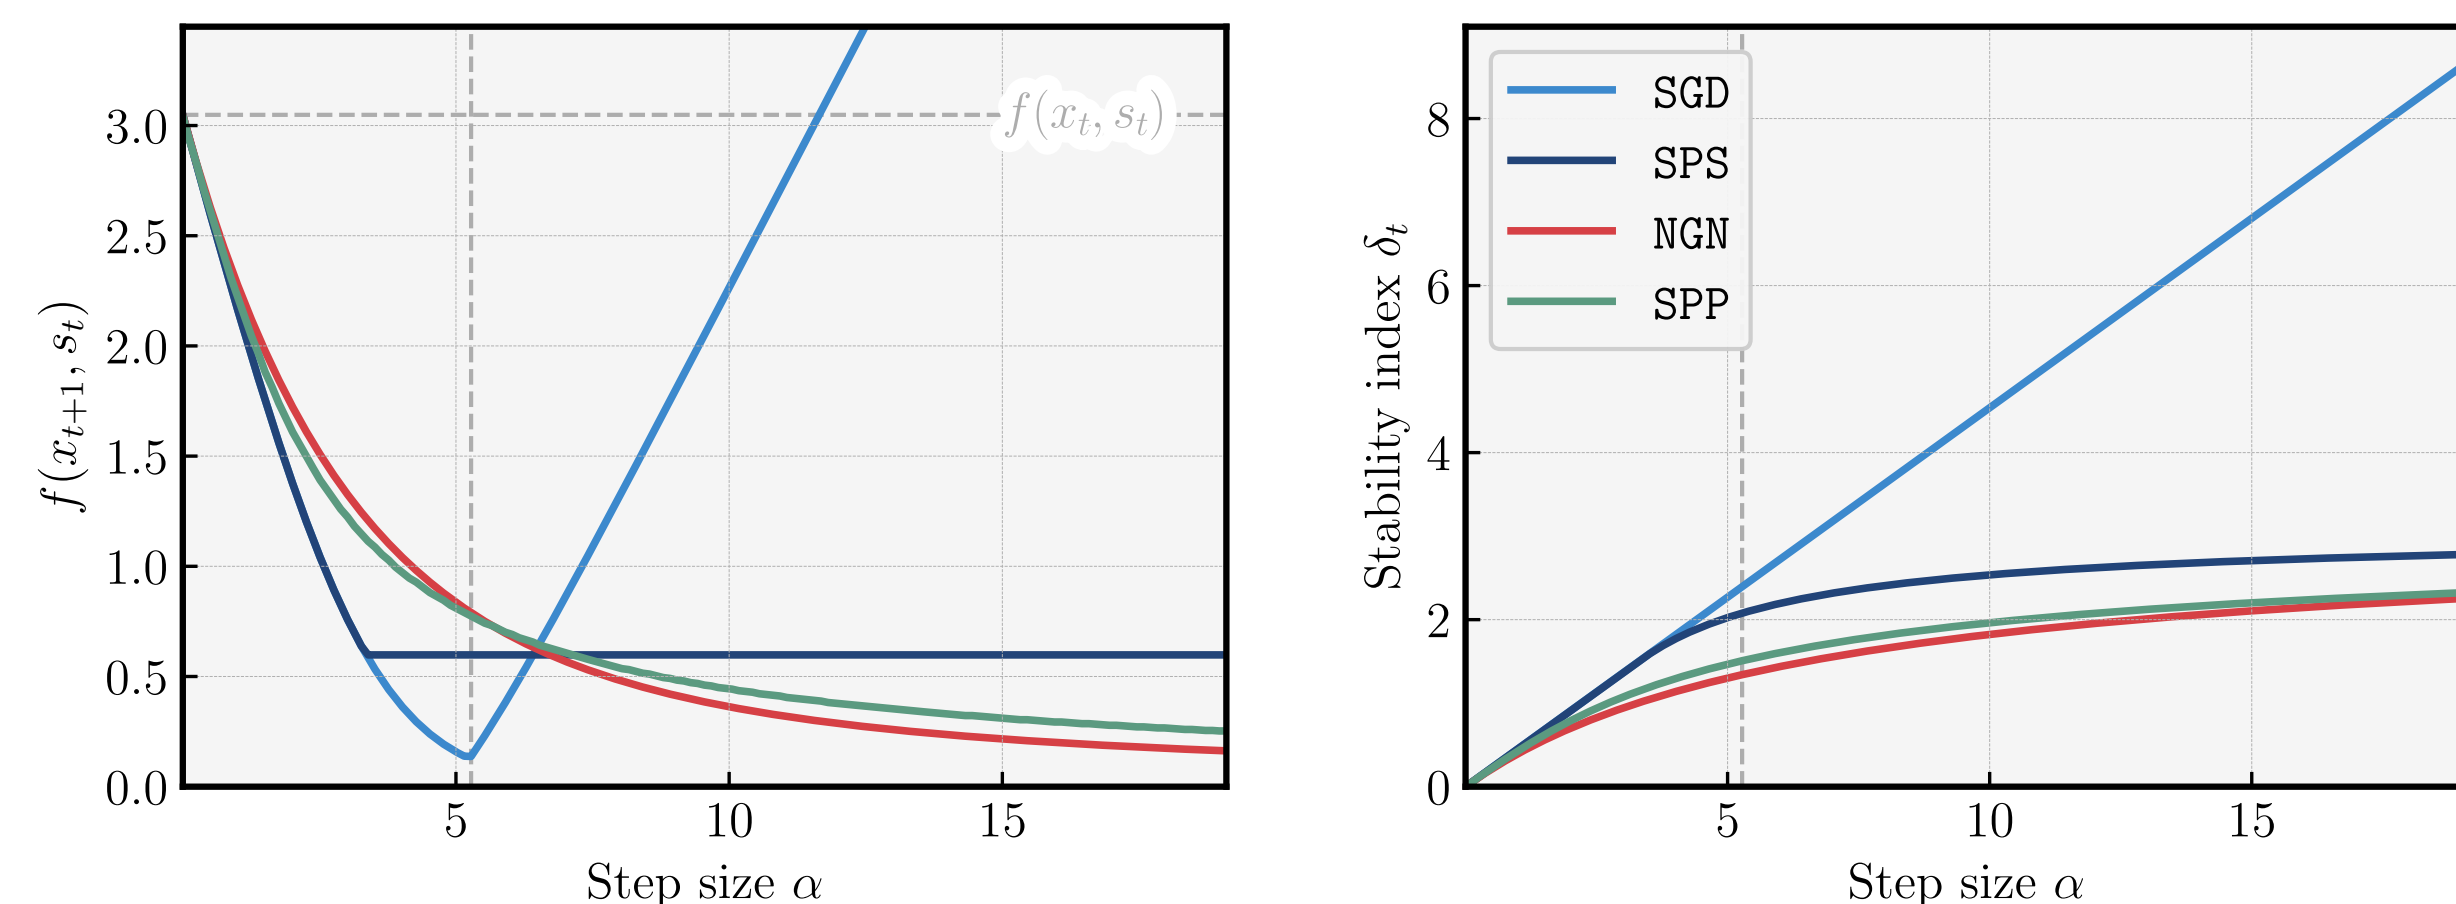 f(x_{t+1}, s_t)
3.0
2.5
2.0
1.5
1.0
0.5
0.0
f(x_t, s_t)
5 10 15
Step size α
Stability index δ_t
8
6
4
2
0
SGD
SPS
NGN
SPP
5 10 15
Step size α